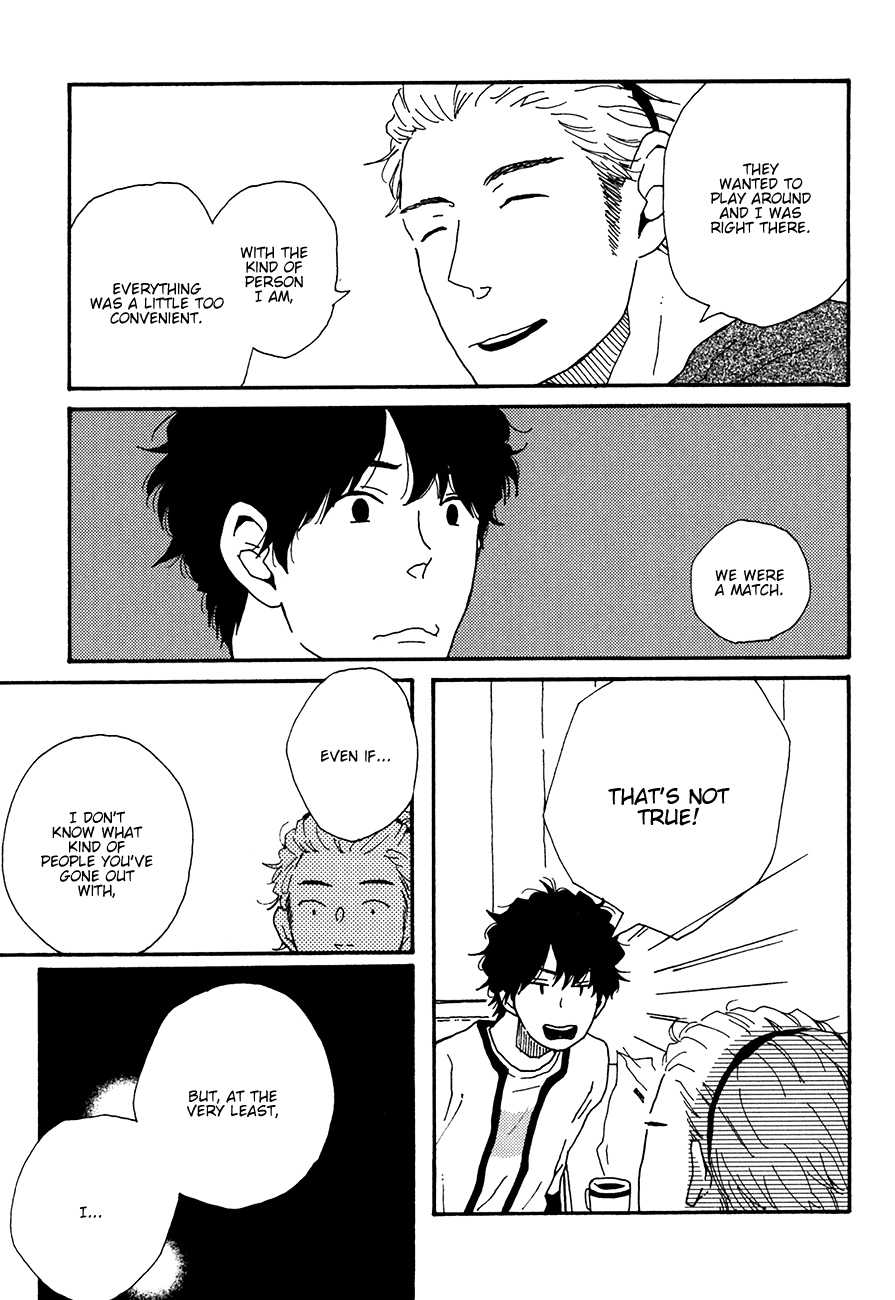 THEY
WANTED TO
PLAY AROUND
AND I WAS
RIGHT THERE.
WITH THE
KIND OF
PERSON
I AM,
EVERYTHING
WAS A LITTLE TOO
CONVENIENT.
WE WERE
A MATCH.
THAT'S NOT
TRUE!
EVEN IF...
I DON'T
KNOW WHAT
KIND OF
PEOPLE YOU'VE
GONE OUT
WITH,
BUT, AT THE
VERY LEAST,
I...